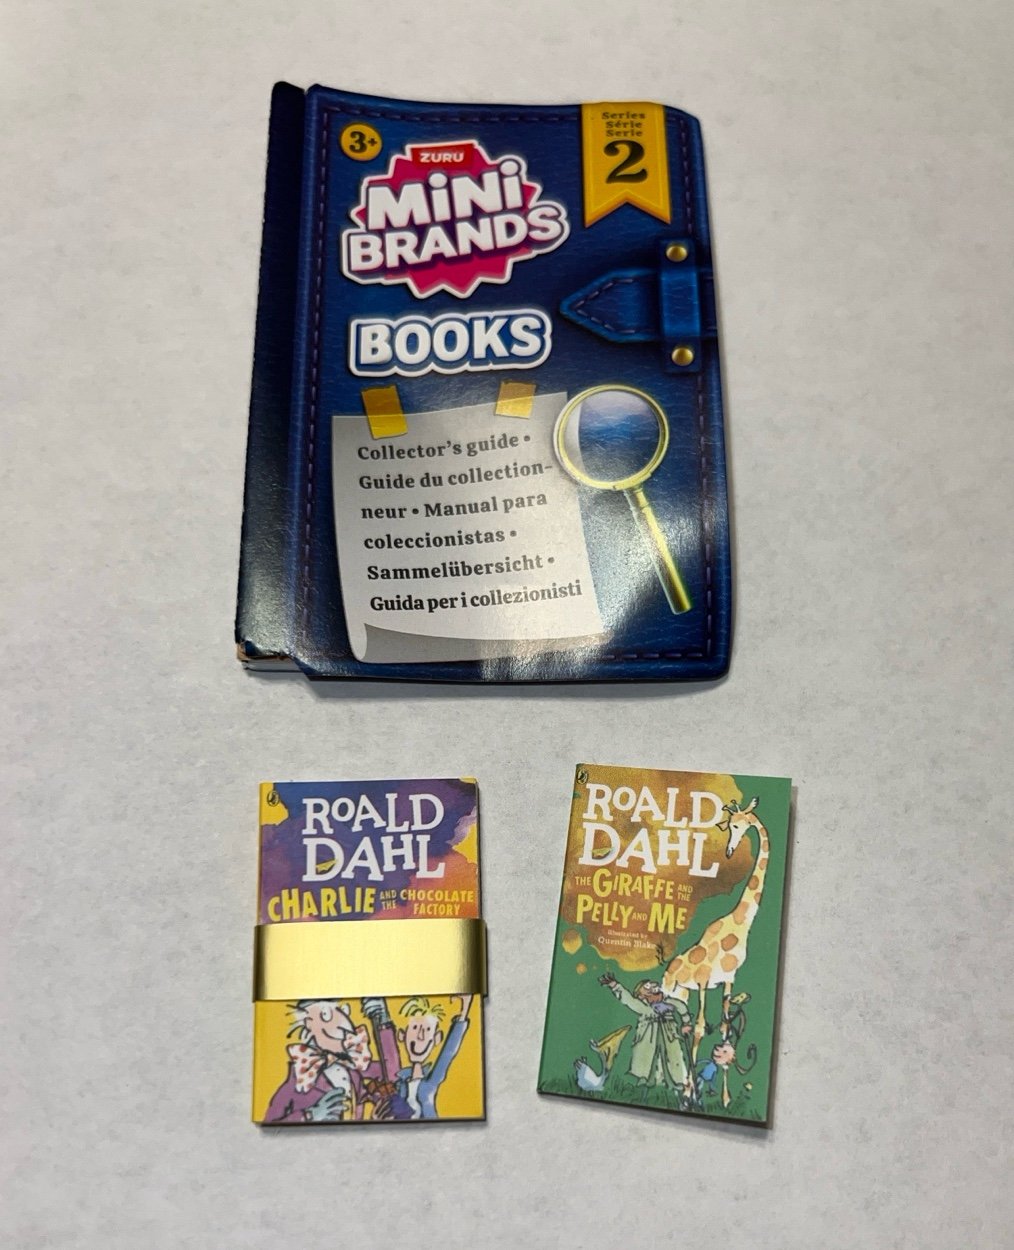 3+
ZURU
MiNi
BRANDS
BOOKS
Series
Série
Serie
2
Collector's guide •
Guide du collection-
neur • Manual para
coleccionistas •
Sammelübersicht •
Guida per i collezionisti
ROALD
DAHL
CHARLIE AND THE CHOCOLATE
FACTORY
ROALD
DAHL
THE GIRAFFE AND THE
PELLY AND ME
illustrated by
Quentin Blake